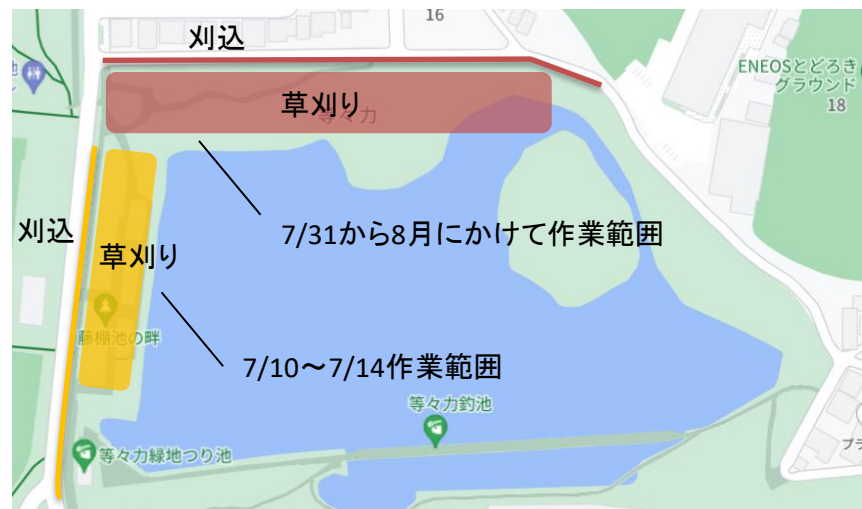 16
刈込
ENEOSとどろき
グラウンド
18
草刈り
等々力
刈込
7/31から8月にかけて作業範囲
草刈り
藤棚池の畔
7/10～7/14作業範囲
等々力釣池
等々力緑地つり池
プラ